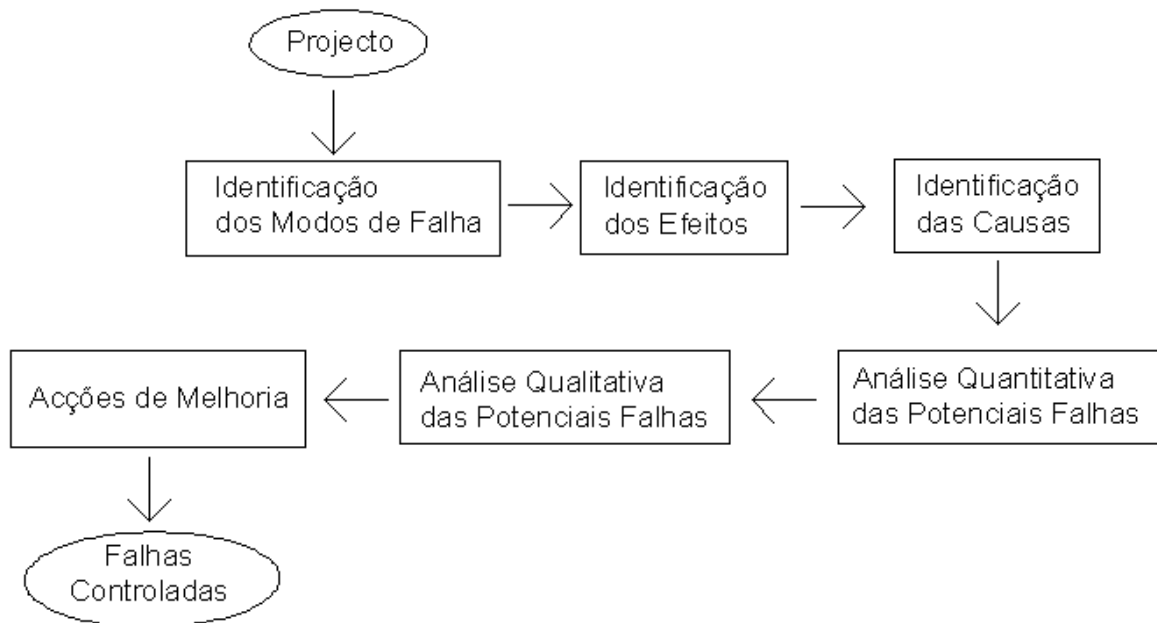 Projecto
Identificação
dos Modos de Falha
Identificação
dos Efeitos
Identificação
das Causas
Análise Quantitativa
das Potenciais Falhas
Análise Qualitativa
das Potenciais Falhas
Acções de Melhoria
Falhas
Controladas